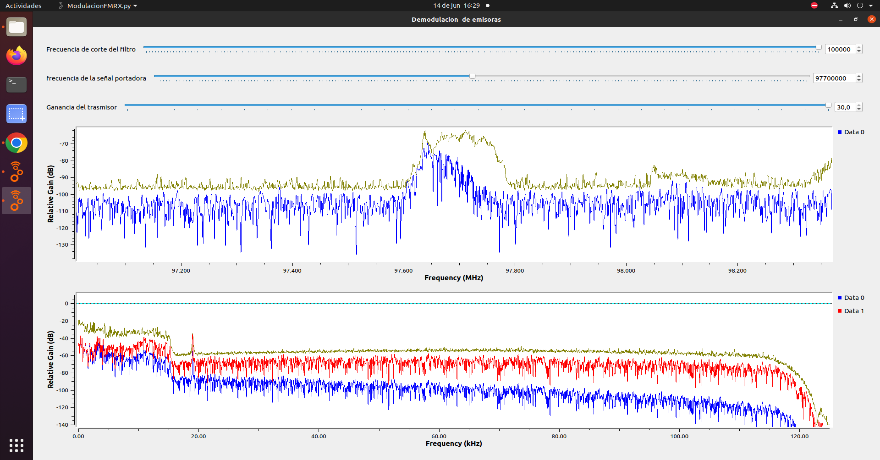 Actividades ModulacionFMRX.py 14 de jun 16:29
Demodulacion de emisoras
Frecuencia de corte del filtro 100000
frecuencia de la señal portadora 97700000
Ganancia del trasmisor 30,0
Data 0
Relative Gain (dB)
-70
-80
-90
-100
-110
-120
-130
97.200 97.400 97.600 97.800 98.000 98.200
Frequency (MHz)
Data 0
Data 1
Relative Gain (dB)
0
-20
-40
-60
-80
-100
-120
-140
0.00 20.00 40.00 60.00 80.00 100.00 120.00
Frequency (kHz)